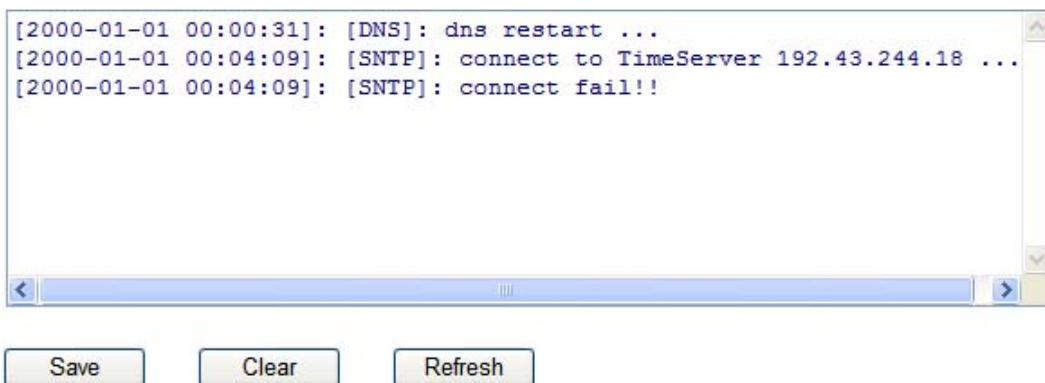 [2000-01-01 00:00:31]: [DNS]: dns restart ...
[2000-01-01 00:04:09]: [SNTP]: connect to TimeServer 192.43.244.18 ...
[2000-01-01 00:04:09]: [SNTP]: connect fail!!
Save Clear Refresh